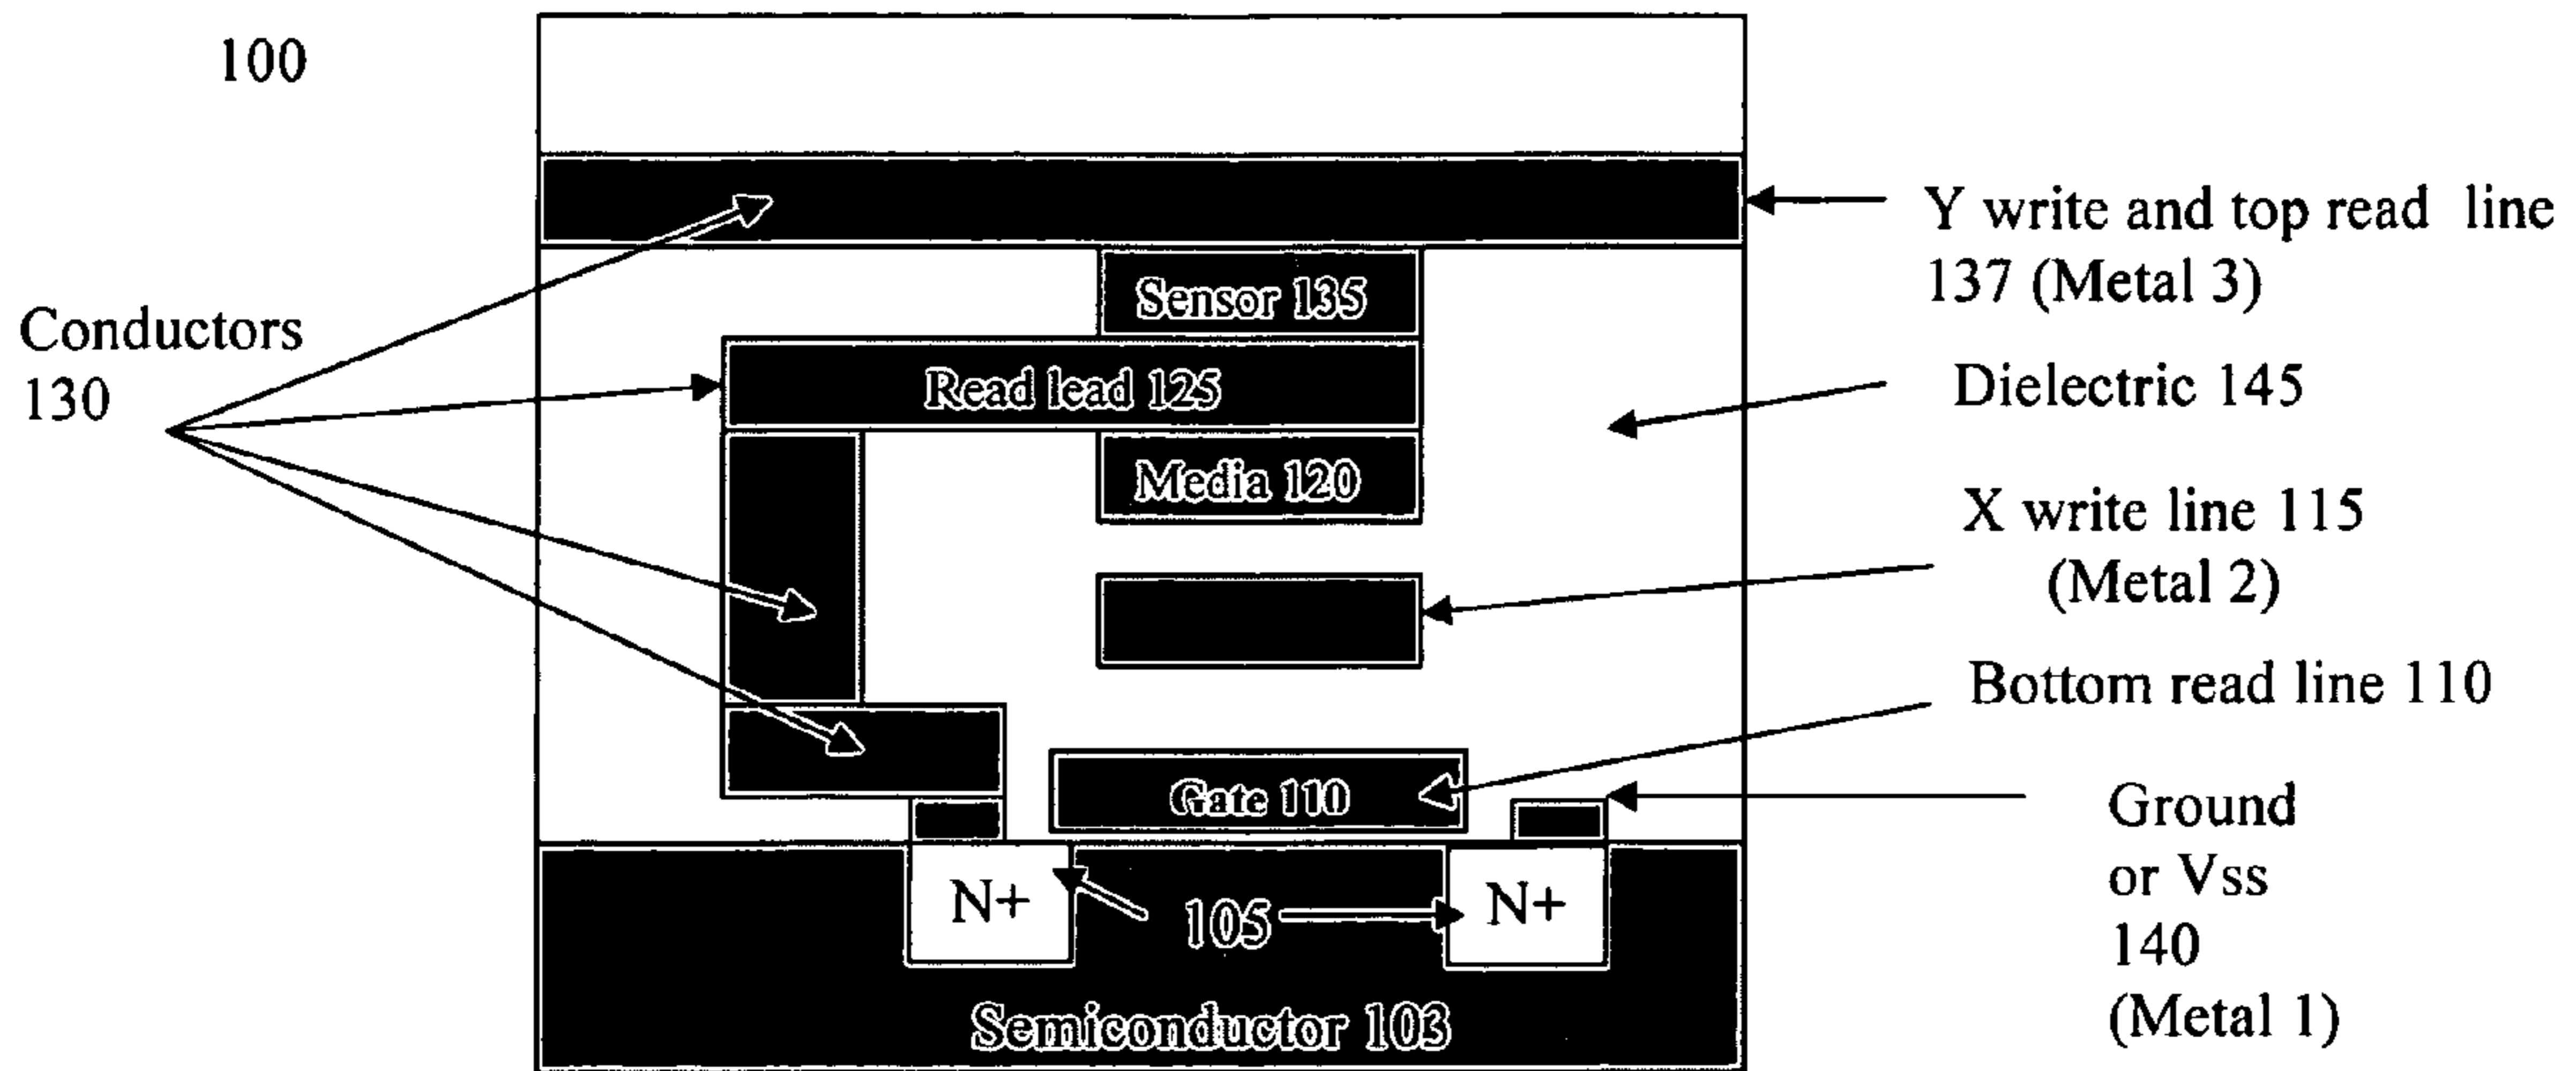 100
Y write and top read line
137 (Metal 3)
Sensor 135
Conductors
130
Read lead 125
Dielectric 145
Media 120
X write line 115
(Metal 2)
Bottom read line 110
Gate 110
Ground
or Vss
140
(Metal 1)
N+
105
N+
Semiconductor 103